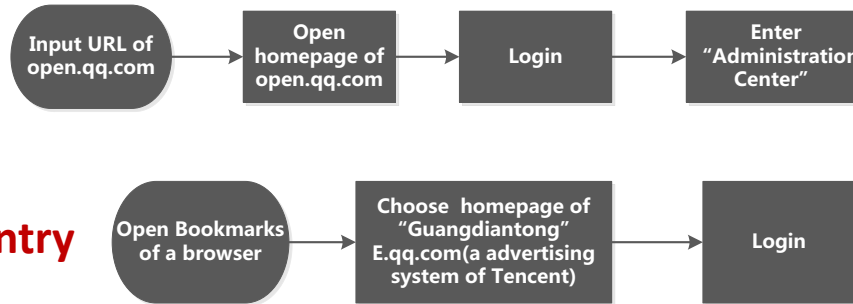 Input URL of
open.qq.com
Open
homepage of
open.qq.com
Login
Enter
“Administration
Center”
ntry
Open Bookmarks
of a browser
Choose homepage of
“Guangdiantong”
E.qq.com(a advertising
system of Tencent)
Login